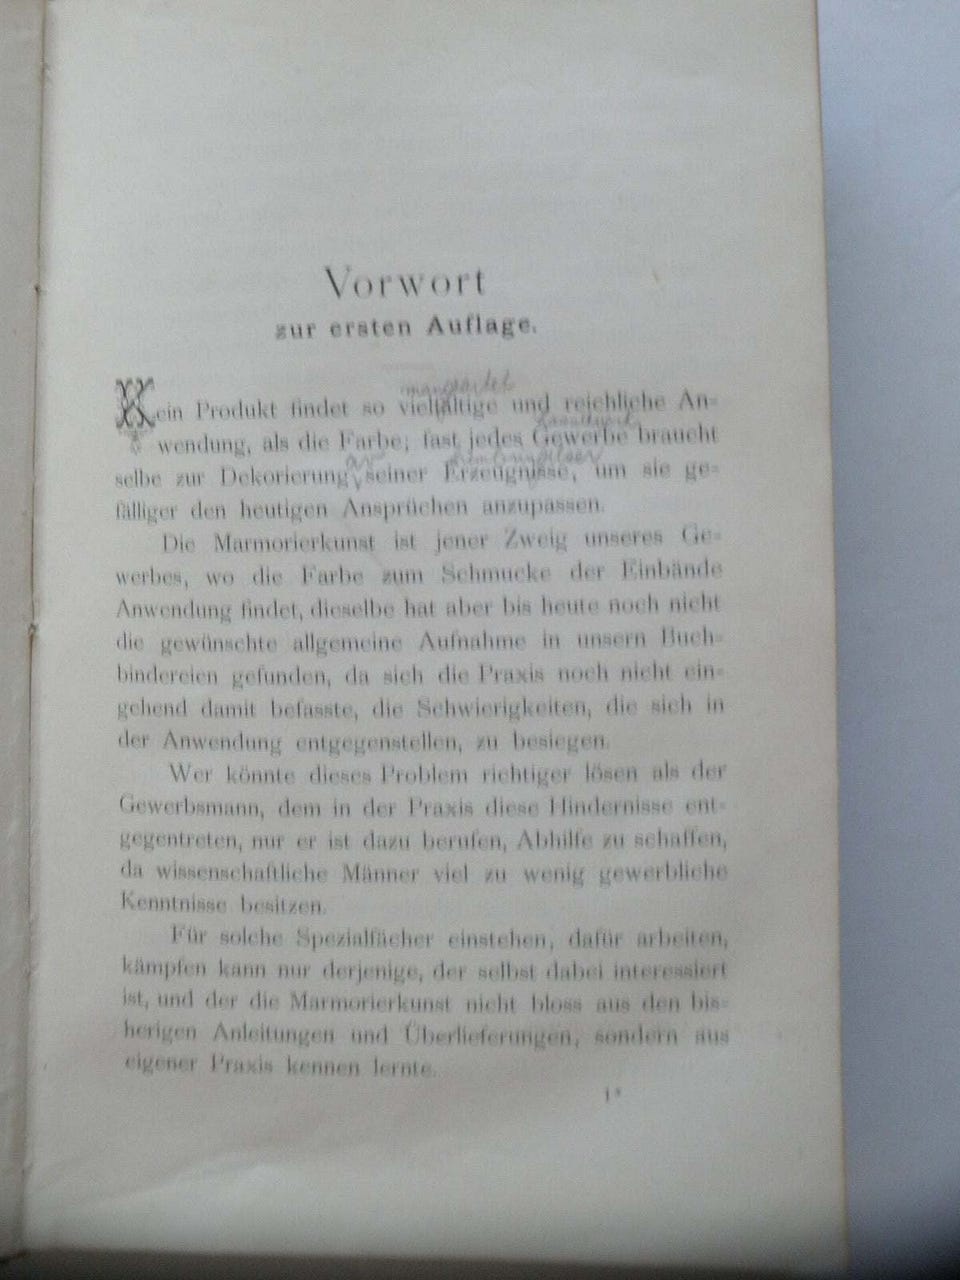 Vorwort
zur ersten Auflage.
Kein Produkt findet so vielfältige und reichliche An-
wendung, als die Farbe; fast jedes Gewerbe braucht
selbe zur Dekorierung seiner Erzeugnisse, um sie ge-
fälliger den heutigen Ansprüchen anzupassen.
Die Marmorierkunst ist jener Zweig unseres Ge-
werbes, wo die Farbe zum Schmucke der Einbände
Anwendung findet, dieselbe hat aber bis heute noch nicht
die gewünschte allgemeine Aufnahme in unsern Buch-
bindereien gefunden, da sich die Praxis noch nicht ein-
gehend damit befasste, die Schwierigkeiten, die sich in
der Anwendung entgegenstellen, zu besiegen.
Wer könnte dieses Problem richtiger lösen als der
Gewerbsmann, dem in der Praxis diese Hindernisse ent-
gegentreten, nur er ist dazu berufen, Abhilfe zu schaffen,
da wissenschaftliche Männer viel zu wenig gewerbliche
Kenntnisse besitzen.
Für solche Spezialfächer einstehen, dafür arbeiten,
kämpfen kann nur derjenige, der selbst dabei interessiert
ist, und der die Marmorierkunst nicht bloss aus den bis-
herigen Anleitungen und Überlieferungen, sondern aus
eigener Praxis kennen lernte.
1*